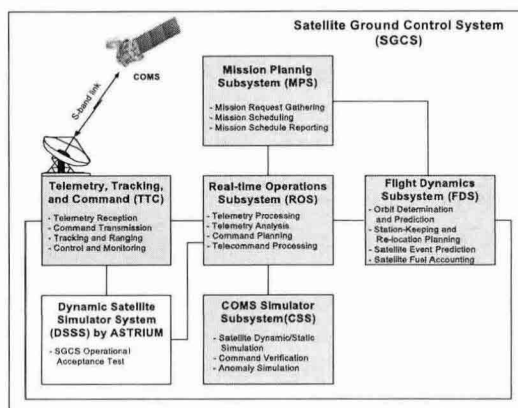 Satellite Ground Control System
(SGCS)
COMS
S-band link
Mission Plannig
Subsystem (MPS)
- Mission Request Gathering
- Mission Scheduling
- Mission Schedule Reporting
Telemetry, Tracking,
and Command (TTC)
- Telemetry Reception
- Command Transmission
- Tracking and Ranging
- Control and Monitoring
Real-time Operations
Subsystem (ROS)
- Telemetry Processing
- Telemetry Analysis
- Command Planning
- Telecommand Processing
Flight Dynamics
Subsystem (FDS)
- Orbit Determination
and Prediction
- Station-Keeping and
Re-location Planning
- Satellite Event Prediction
- Satellite Fuel Accounting
Dynamic Satellite
Simulator System
(DSSS) by ASTRIUM
- SGCS Operational
Acceptance Test
COMS Simulator
Subsystem(CSS)
- Satellite Dynamic/Static
Simulation
- Command Verification
- Anomaly Simulation